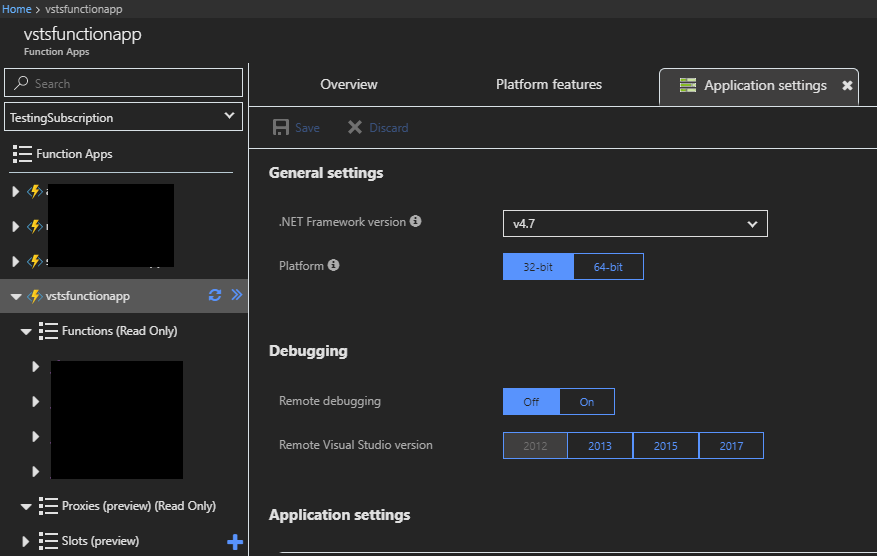 Home > vstsfunctionapp
vstsfunctionapp
Function Apps
Search
TestingSubscription
Function Apps
vstsfunctionapp
Functions (Read Only)
Proxies (preview) (Read Only)
Slots (preview)
Overview Platform features Application settings
Save Discard
General settings
.NET Framework version v4.7
Platform 32-bit 64-bit
Debugging
Remote debugging Off On
Remote Visual Studio version 2012 2013 2015 2017
Application settings